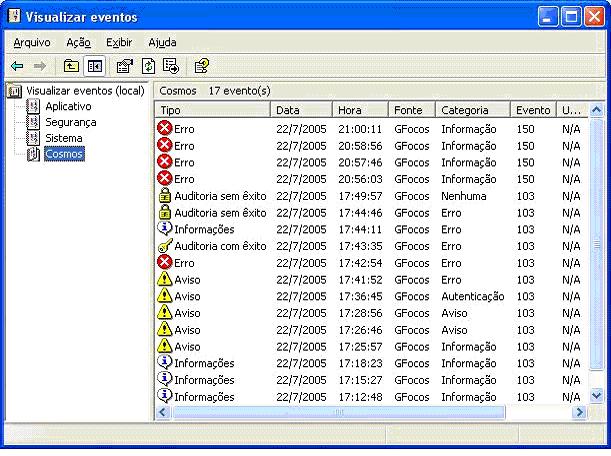 Visualizar eventos
Arquivo Ação Exibir Ajuda
Visualizar eventos (local)
Aplicativo
Segurança
Sistema
Cosmos
Cosmos 17 evento(s)
Tipo Data Hora Fonte Categoria Evento U...
Erro 22/7/2005 21:00:11 GFocos Informação 150 N/A
Erro 22/7/2005 20:58:56 GFocos Informação 150 N/A
Erro 22/7/2005 20:57:46 GFocos Informação 150 N/A
Erro 22/7/2005 20:56:03 GFocos Informação 150 N/A
Auditoria sem êxito 22/7/2005 17:49:57 GFocos Nenhuma 103 N/A
Auditoria sem êxito 22/7/2005 17:44:46 GFocos Erro 103 N/A
Informações 22/7/2005 17:44:11 GFocos Erro 103 N/A
Auditoria com êxito 22/7/2005 17:43:35 GFocos Erro 103 N/A
Erro 22/7/2005 17:42:54 GFocos Erro 103 N/A
Aviso 22/7/2005 17:41:52 GFocos Erro 103 N/A
Aviso 22/7/2005 17:36:45 GFocos Autenticação 103 N/A
Aviso 22/7/2005 17:28:56 GFocos Aviso 103 N/A
Aviso 22/7/2005 17:26:46 GFocos Aviso 103 N/A
Aviso 22/7/2005 17:25:57 GFocos Informação 103 N/A
Informações 22/7/2005 17:18:23 GFocos Informação 103 N/A
Informações 22/7/2005 17:15:27 GFocos Informação 103 N/A
Informações 22/7/2005 17:12:48 GFocos Informação 103 N/A